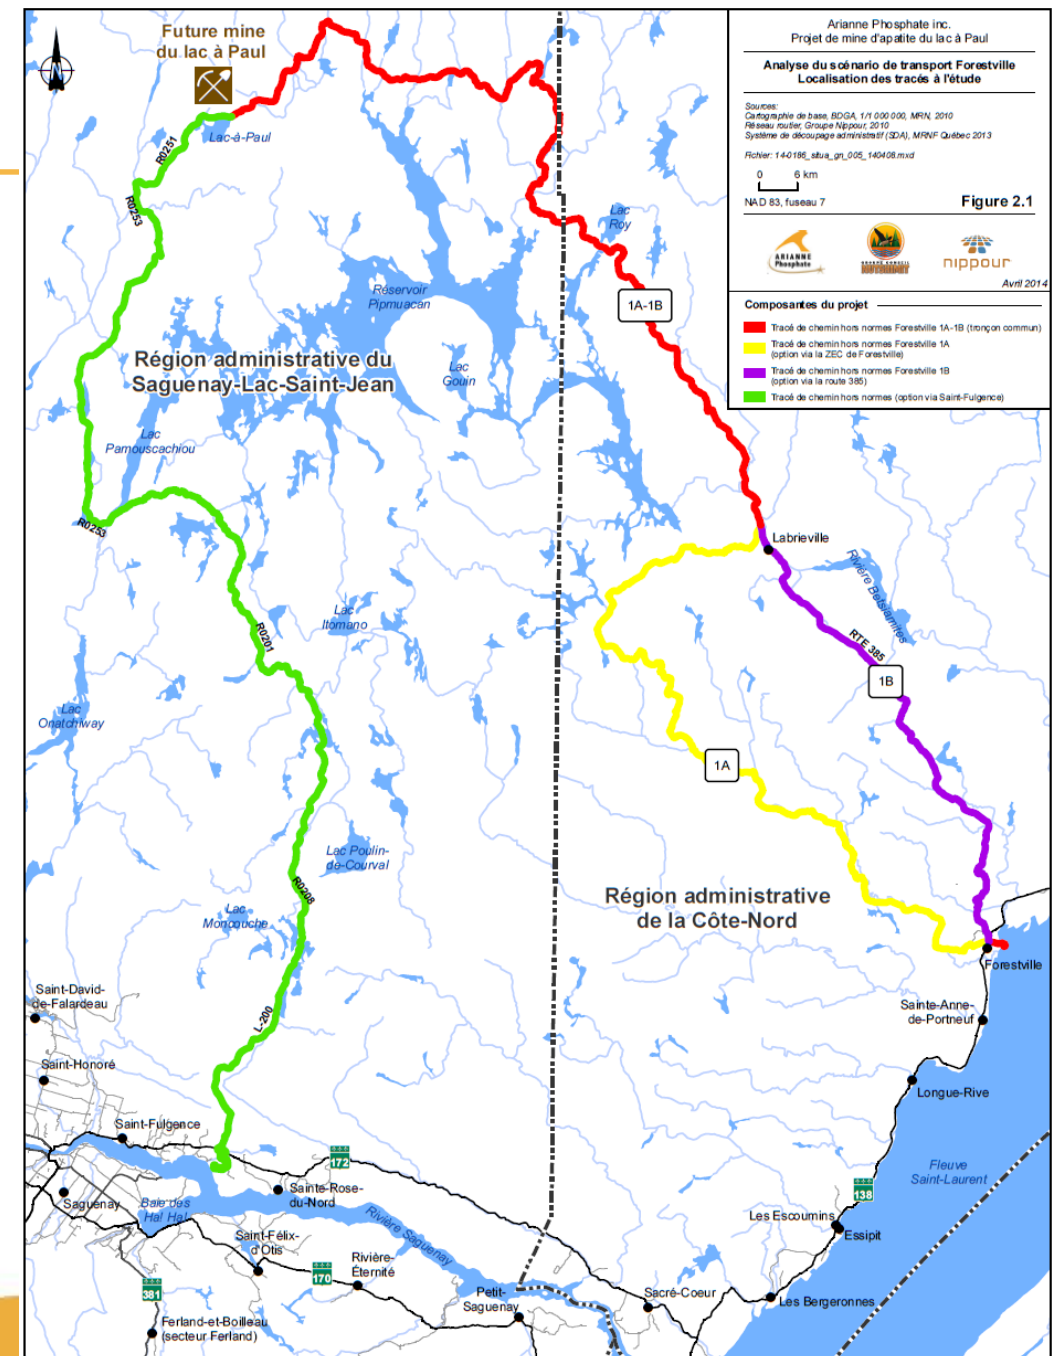 Arianne Phosphate inc.
Projet de mine d'apatite du lac à Paul
Analyse du scénario de transport Forestville
Localisation des tracés à l'étude
Sources:
Cartographie de base, BDGA, 1/1 000 000, MRN, 2010
Réseau routier, Groupe Nippour, 2010
Système de découpage administratif (SDA), MRNF Québec 2013
Fichier: 14-0186_situa_gn_005_140408.mxd
0 6 km
NAD 83, fuseau 7
Figure 2.1
ARIANNE
Phosphate
nippour
Avril 2014
Composantes du projet
Tracé de chemin hors normes Forestville 1A-1B (tronçon commun)
Tracé de chemin hors normes Forestville 1A
(option via la ZEC de Forestville)
Tracé de chemin hors normes Forestville 1B
(option via la route 385)
Tracé de chemin hors normes (option via Saint-Fulgence)
Future mine
du lac à Paul
Lac-à-Paul
R0251
R0253
Lac
Roy
Réservoir
Pipmuacan
1A-1B
Région administrative du
Saguenay-Lac-Saint-Jean
Lac
Gouin
Lac
Pamouscachiou
R0253
Labrieville
Rivière Betsiamites
Lac
Itomano
R0201
RTE 385
1B
Lac
Onatchiway
1A
Lac Poulin-
de-Courval
R0208
Région administrative
de la Côte-Nord
Lac
Moncouche
Forestville
Saint-David-
de-Falardeau
Sainte-Anne-
de-Portneuf
L-200
Saint-Honoré
Longue-Rive
Saint-Fulgence
172
Fleuve
Saint-Laurent
Sainte-Rose-
du-Nord
138
Saguenay
Baie des
Ha! Ha!
Rivière Saguenay
Les Escoumins
Essipit
Saint-Félix-
d'Otis
Rivière-
Éternité
170
381
Petit-
Saguenay
Sacré-Coeur
Les Bergeronnes
Ferland-et-Boilleau
(secteur Ferland)